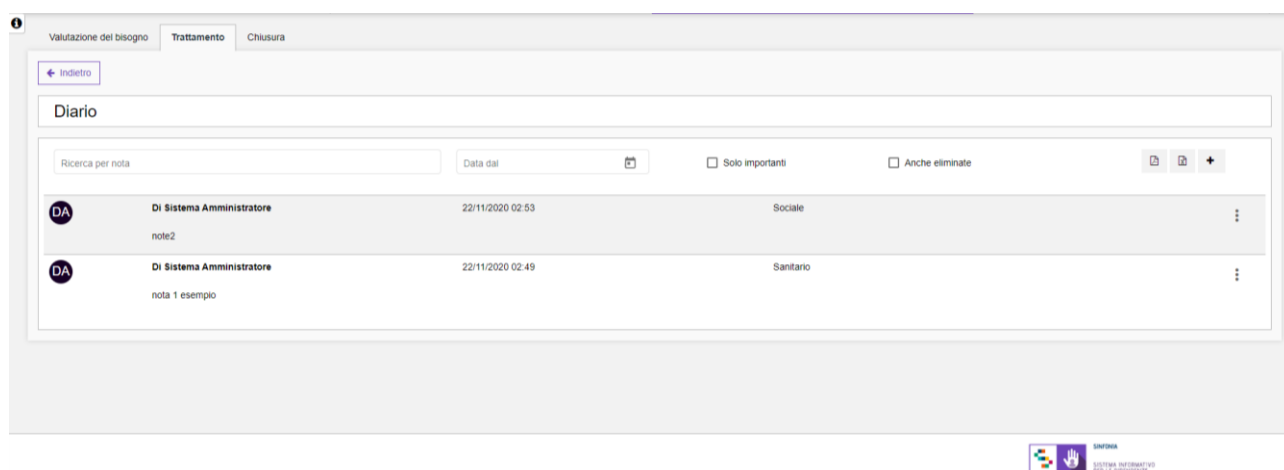 Valutazione del bisogno Trattamento Chiusura
Indietro
Diario
Ricerca per nota Data dal Solo importanti Anche eliminate
DA Di Sistema Amministratore 22/11/2020 02:53 Sociale
note2
DA Di Sistema Amministratore 22/11/2020 02:49 Sanitario
nota 1 esempio
SINFONIA
SISTEMA INFORMATIVO